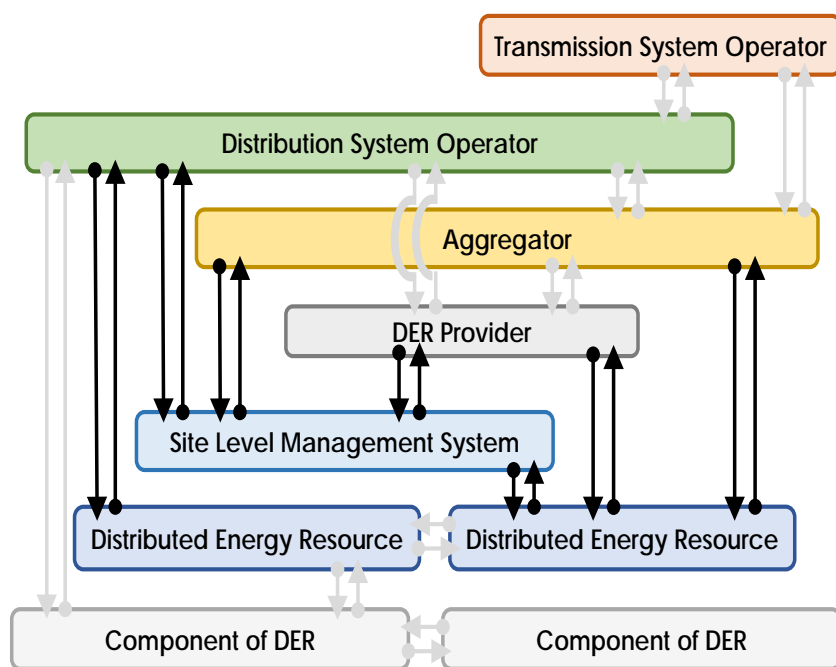 Transmission System Operator
Distribution System Operator
Aggregator
DER Provider
Site Level Management System
Distributed Energy Resource
Distributed Energy Resource
Component of DER
Component of DER